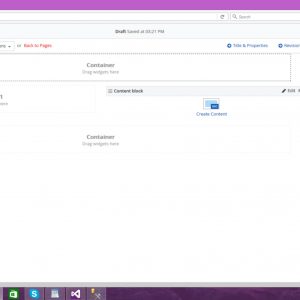 Search
Draft Saved at 03:21 PM
or Back to Pages
Title & Properties
Revision
Container
Drag widgets here
Content block
Edit
Create Content
Container
Drag widgets here